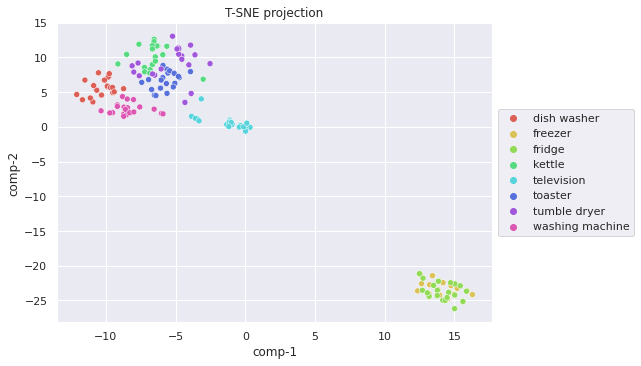 T-SNE projection
comp-2
15
10
5
0
−5
−10
−15
−20
−25
−10
−5
0
5
10
15
comp-1
dish washer
freezer
fridge
kettle
television
toaster
tumble dryer
washing machine